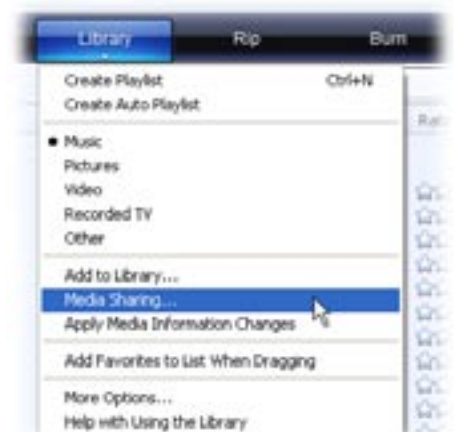 Library Rip Burn
Create Playlist Ctrl+N
Create Auto Playlist
Music
Pictures
Video
Recorded TV
Other
Add to Library...
Media Sharing...
Apply Media Information Changes
Add Favorites to List When Dragging
More Options...
Help with Using the Library